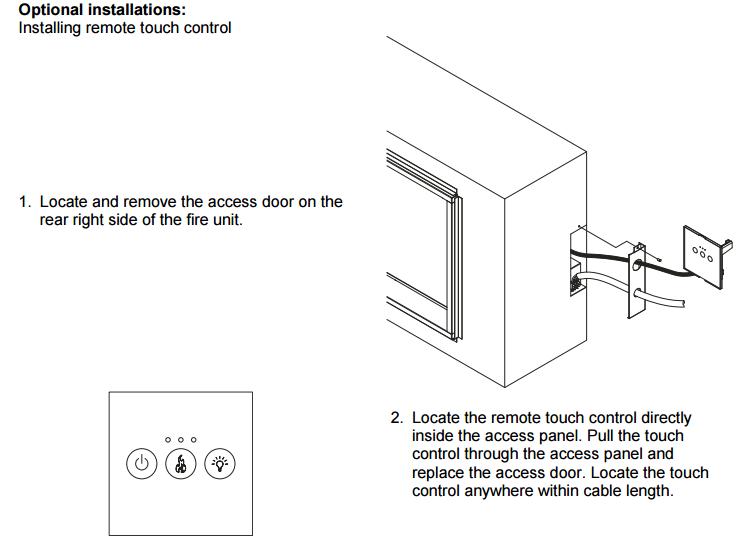 Optional installations:
Installing remote touch control
1. Locate and remove the access door on the
rear right side of the fire unit.
2. Locate the remote touch control directly
inside the access panel. Pull the touch
control through the access panel and
replace the access door. Locate the touch
control anywhere within cable length.